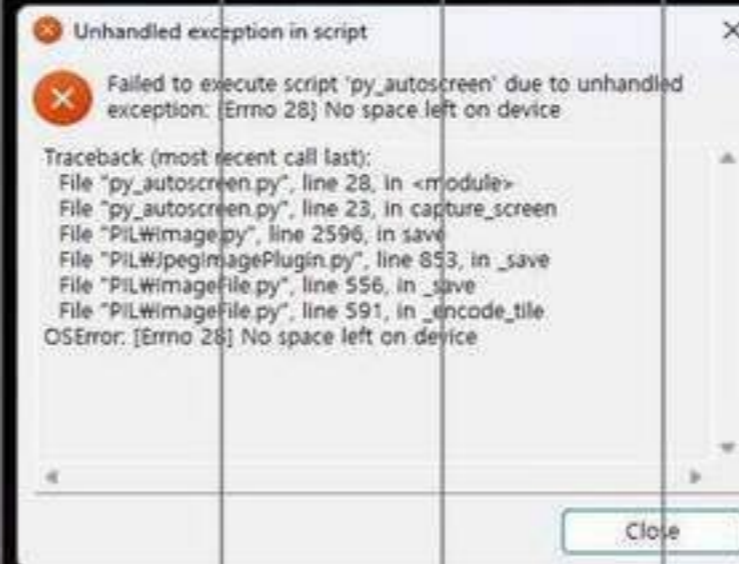 Unhandled exception in script
Failed to execute script 'py_autoscreen' due to unhandled
exception: [Errno 28] No space left on device
Traceback (most recent call last):
File "py_autoscreen.py", line 28, in <module>
File "py_autoscreen.py", line 23, in capture_screen
File "PIL₩Image.py", line 2596, in save
File "PIL₩JpegImagePlugin.py", line 853, in _save
File "PIL₩ImageFile.py", line 556, in _save
File "PIL₩ImageFile.py", line 591, in _encode_tile
OSError: [Errno 28] No space left on device
Close